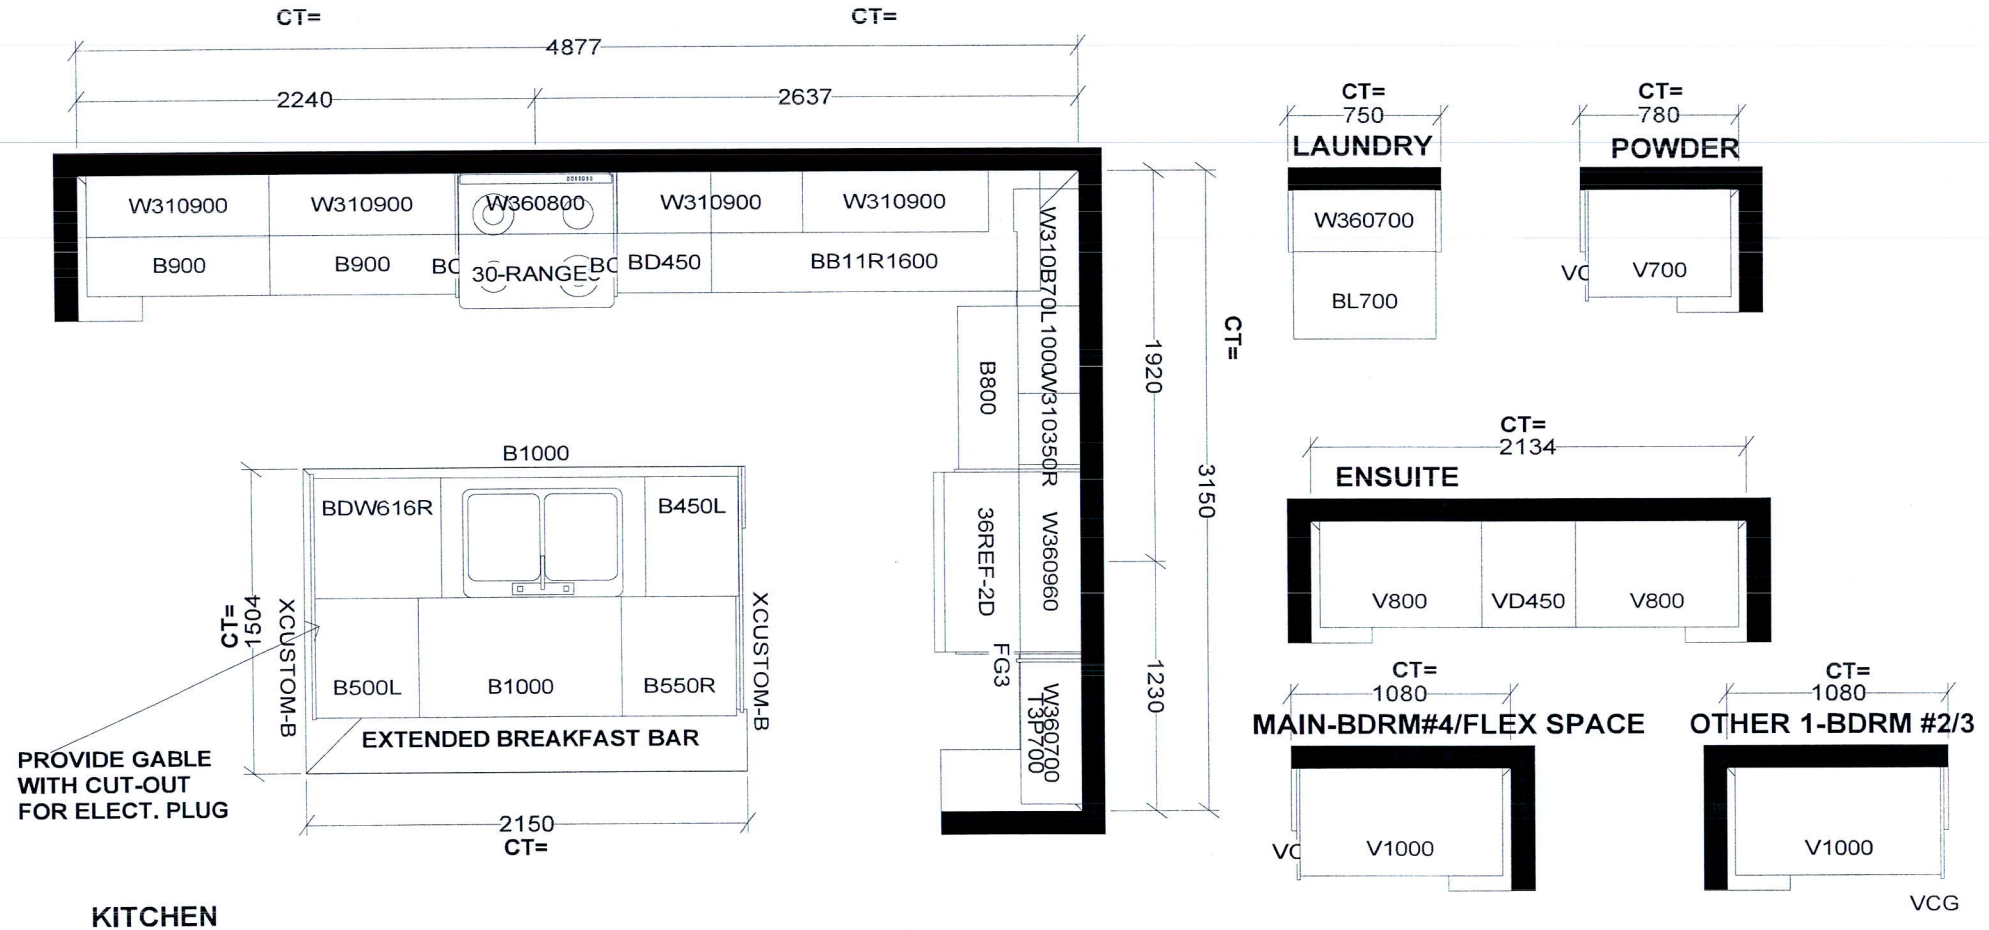 CT= CT=
4877
2240 2637
W310900 W310900 W360800 W310900 W310900
B900 B900 BC 30-RANGE BC BD450 BB11R1600
W310B70L1000
W310350R
B800
1920
CT=
3150
36REF-2D
W360960
FG3
1230
W360700
T3P700
B1000
BDW616R B450L
CT=
1504
XCUSTOM-B
XCUSTOM-B
B500L B1000 B550R
EXTENDED BREAKFAST BAR
PROVIDE GABLE
WITH CUT-OUT
FOR ELECT. PLUG
2150
CT=
KITCHEN
CT=
750
LAUNDRY
W360700
BL700
CT=
780
POWDER
VC V700
CT=
2134
ENSUITE
V800 VD450 V800
CT=
1080
MAIN-BDRM#4/FLEX SPACE
VC V1000
CT=
1080
OTHER 1-BDRM #2/3
V1000
VCG